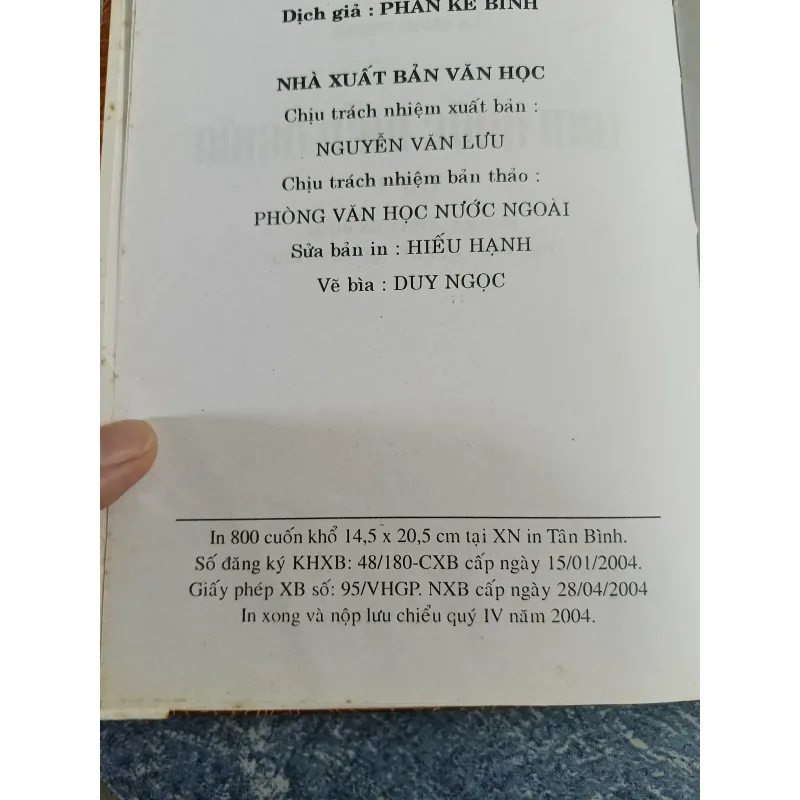 Dịch giả : PHAN KẾ BÍNH
NHÀ XUẤT BẢN VĂN HỌC
Chịu trách nhiệm xuất bản :
NGUYỄN VĂN LƯU
Chịu trách nhiệm bản thảo :
PHÒNG VĂN HỌC NƯỚC NGOÀI
Sửa bản in : HIẾU HẠNH
Vẽ bìa : DUY NGỌC
In 800 cuốn khổ 14,5 x 20,5 cm tại XN in Tân Bình.
Số đăng ký KHXB: 48/180-CXB cấp ngày 15/01/2004.
Giấy phép XB số: 95/VHGP. NXB cấp ngày 28/04/2004
In xong và nộp lưu chiểu quý IV năm 2004.